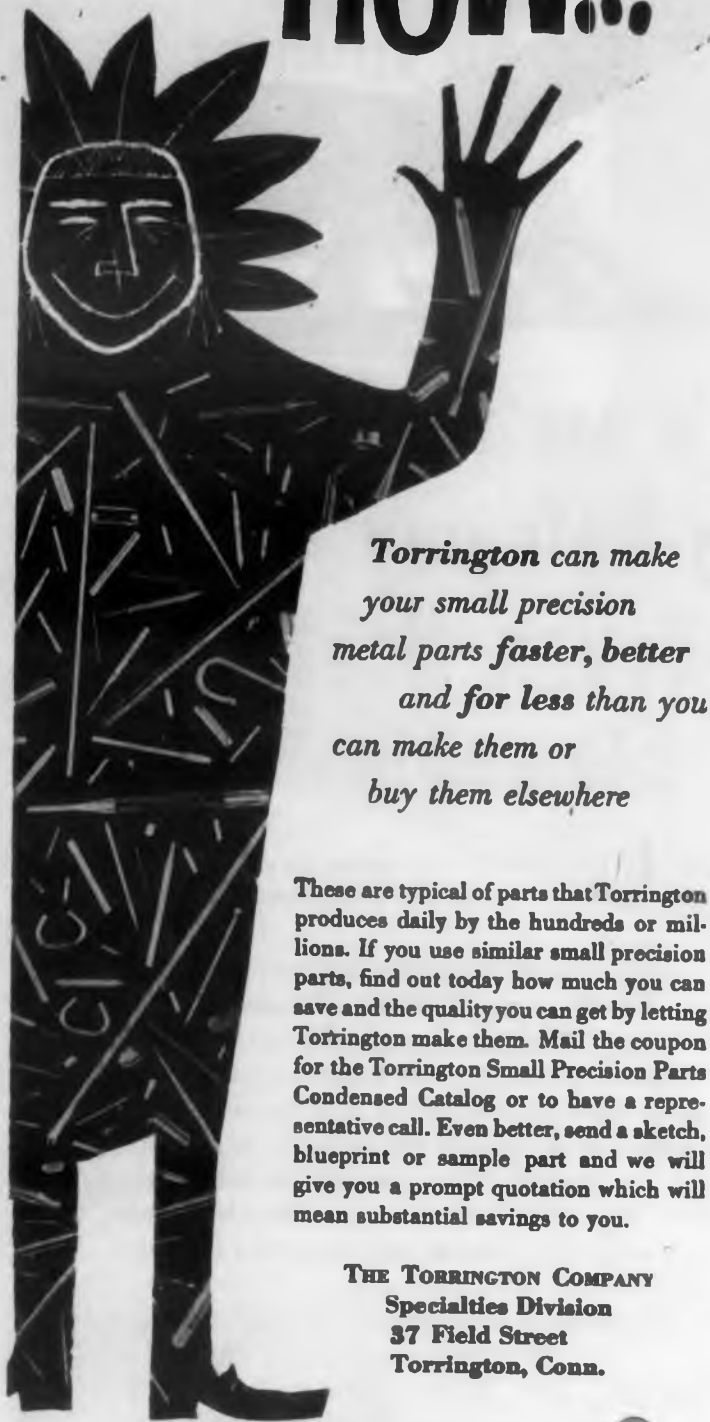 HOW...
Torrington can make
your small precision
metal parts faster, better
and for less than you
can make them or
buy them elsewhere
These are typical of parts that Torrington
produces daily by the hundreds or mil-
lions. If you use similar small precision
parts, find out today how much you can
save and the quality you can get by letting
Torrington make them. Mail the coupon
for the Torrington Small Precision Parts
Condensed Catalog or to have a repre-
sentative call. Even better, send a sketch,
blueprint or sample part and we will
give you a prompt quotation which will
mean substantial savings to you.
THE TORRINGTON COMPANY
Specialties Division
37 Field Street
Torrington, Conn.